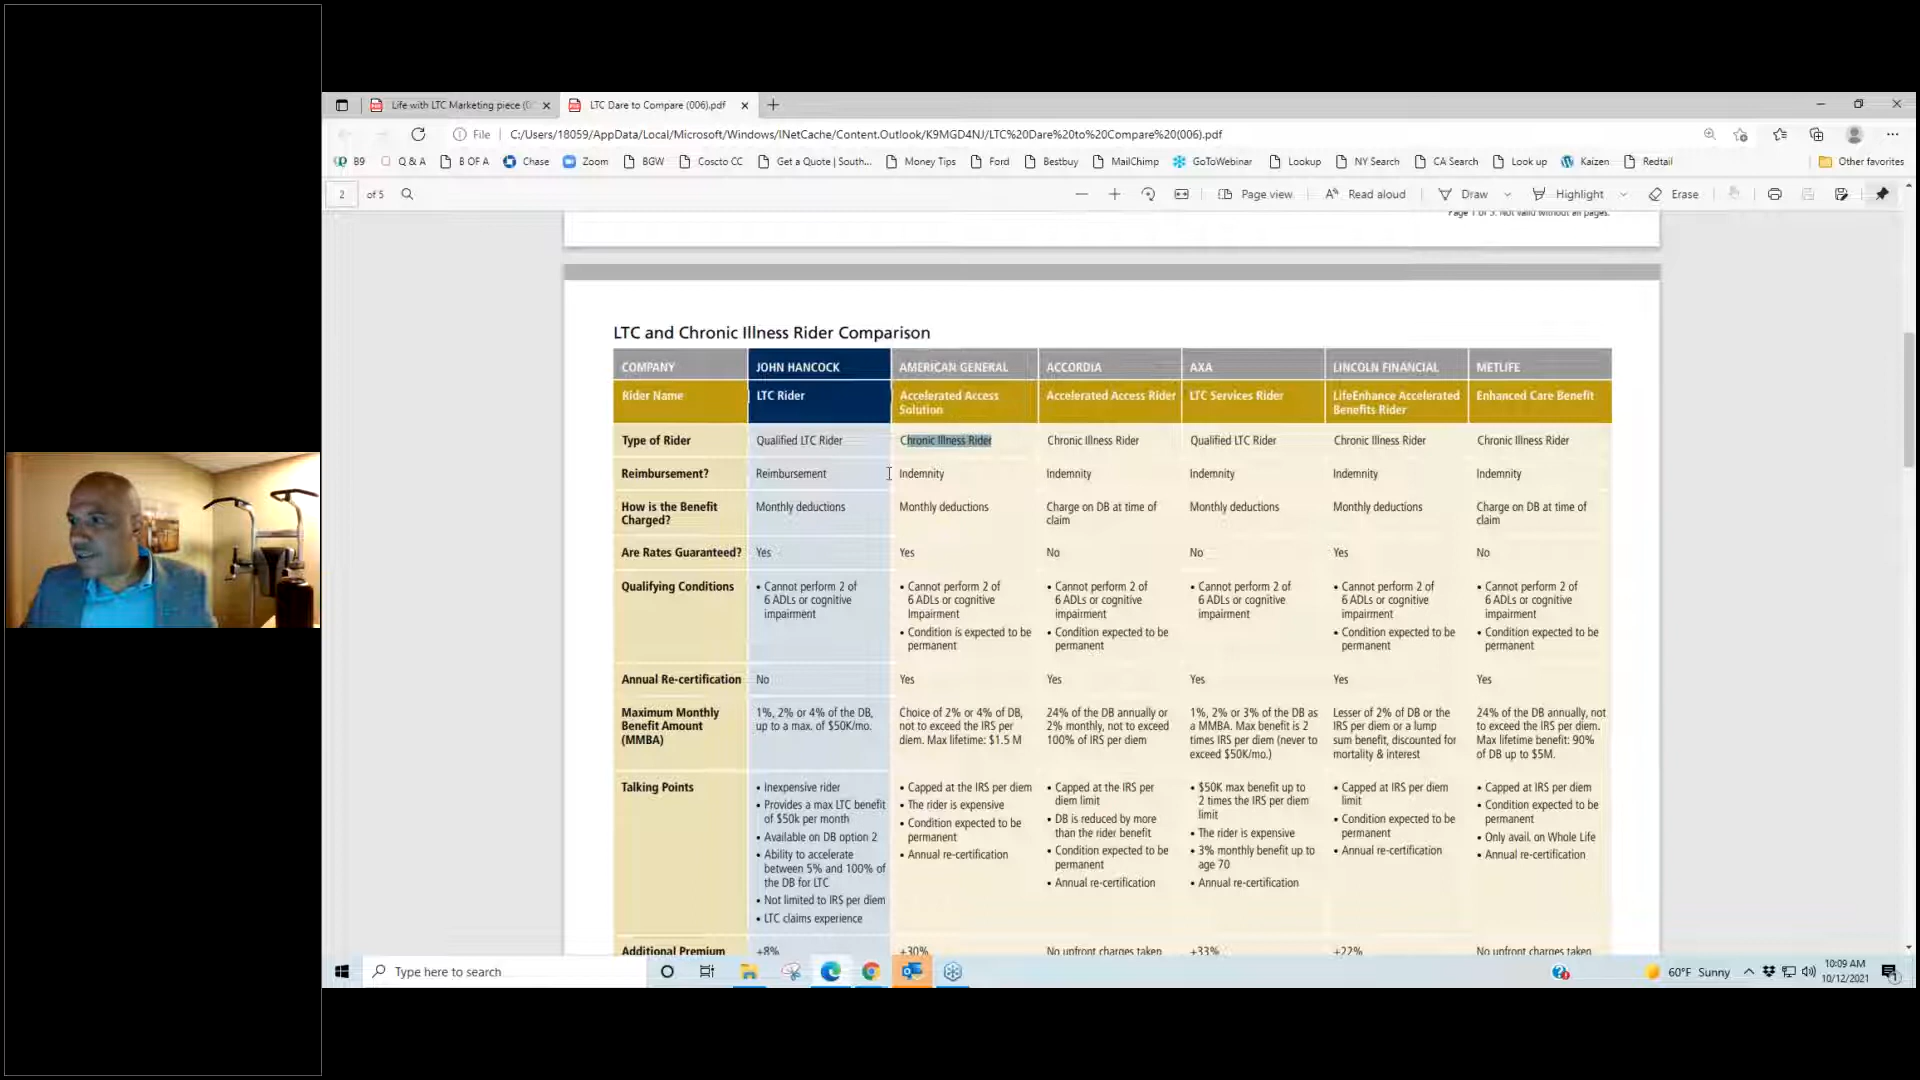 Life with LTC Marketing piece (0
LTC Dare to Compare (006).pdf
File
C:/Users/18059/AppData/Local/Microsoft/Windows/INetCache/Content.Outlook/K9MGD4NJ/LTC%20Dare%20to%20Compare%20(006).pdf
B9 Q & A B OF A Chase Zoom BGW Coscto CC Get a Quote | South... Money Tips Ford Bestbuy MailChimp GoToWebinar Lookup NY Search CA Search Look up Kaizen Redtail Other favorites
2 of 5 Page view Read aloud Draw Highlight Erase
Page 1 of 5. Not valid without all pages.
LTC and Chronic Illness Rider Comparison
COMPANY JOHN HANCOCK AMERICAN GENERAL ACCORDIA AXA LINCOLN FINANCIAL METLIFE
Rider Name LTC Rider Accelerated Access Accelerated Access Rider LTC Services Rider LifeEnhance Accelerated Enhanced Care Benefit
Solution Benefits Rider
Type of Rider Qualified LTC Rider Chronic Illness Rider Chronic Illness Rider Qualified LTC Rider Chronic Illness Rider Chronic Illness Rider
Reimbursement? Reimbursement Indemnity Indemnity Indemnity Indemnity Indemnity
How is the Benefit Monthly deductions Monthly deductions Charge on DB at time of Monthly deductions Monthly deductions Charge on DB at time of
Charged? claim claim
Are Rates Guaranteed? Yes Yes No No Yes No
Qualifying Conditions • Cannot perform 2 of • Cannot perform 2 of • Cannot perform 2 of • Cannot perform 2 of • Cannot perform 2 of • Cannot perform 2 of
6 ADLs or cognitive 6 ADLs or cognitive 6 ADLs or cognitive 6 ADLs or cognitive 6 ADLs or cognitive 6 ADLs or cognitive
impairment Impairment impairment impairment impairment impairment
• Condition is expected to be • Condition expected to be • Condition expected to be • Condition expected to be
permanent permanent permanent permanent
Annual Re-certification No Yes Yes Yes Yes Yes
Maximum Monthly 1%, 2% or 4% of the DB, Choice of 2% or 4% of DB, 24% of the DB annually or 1%, 2% or 3% of the DB as Lesser of 2% of DB or the 24% of the DB annually, not
Benefit Amount up to a max. of $50K/mo. not to exceed the IRS per 2% monthly, not to exceed a MMBA. Max benefit is 2 IRS per diem or a lump to exceed the IRS per diem.
(MMBA) diem. Max lifetime: $1.5 M 100% of IRS per diem times IRS per diem (never to sum benefit, discounted for Max lifetime benefit: 90%
exceed $50K/mo.) mortality & interest of DB up to $5M.
Talking Points • Inexpensive rider • Capped at the IRS per diem • Capped at the IRS per • $50K max benefit up to • Capped at IRS per diem • Capped at IRS per diem
diem limit 2 times the IRS per diem limit
• Provides a max LTC benefit • The rider is expensive limit • Condition expected to be
of $50k per month • Condition expected to be • DB is reduced by more • Condition expected to be permanent
permanent than the rider benefit • The rider is expensive permanent
• Available on DB option 2 • Only avail. on Whole Life
• Ability to accelerate • Annual re-certification • Condition expected to be • 3% monthly benefit up to • Annual re-certification • Annual re-certification
between 5% and 100% of permanent age 70
the DB for LTC • Annual re-certification • Annual re-certification
• Not limited to IRS per diem
• LTC claims experience
Additional Premium +8% +30% No upfront charges taken +33% +22% No upfront charges taken
Type here to search
60°F Sunny
10:09 AM
10/12/2021